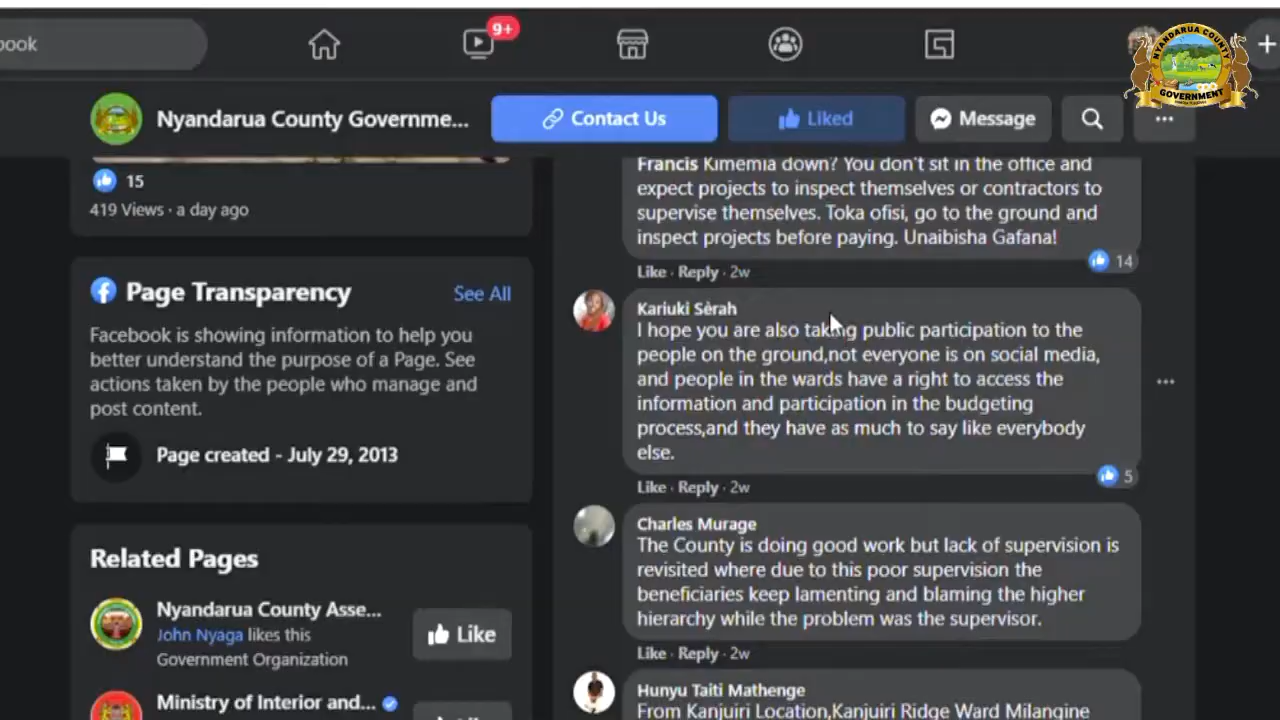 book
9+
NYANDARUA COUNTY
GOVERNMENT
Nyandarua County Governme...
Contact Us
Liked
Message
15
419 Views · a day ago
Page Transparency
See All
Facebook is showing information to help you
better understand the purpose of a Page. See
actions taken by the people who manage and
post content.
Page created - July 29, 2013
Related Pages
Nyandarua County Asse...
John Nyaga likes this
Government Organization
Like
Ministry of Interior and...
Francis Kimemia down? You don't sit in the office and
expect projects to inspect themselves or contractors to
supervise themselves. Toka ofisi, go to the ground and
inspect projects before paying. Unaibisha Gafana!
14
Like · Reply · 2w
Kariuki Sèrah
I hope you are also taking public participation to the
people on the ground,not everyone is on social media,
and people in the wards have a right to access the
information and participation in the budgeting
process,and they have as much to say like everybody
else.
5
Like · Reply · 2w
Charles Murage
The County is doing good work but lack of supervision is
revisited where due to this poor supervision the
beneficiaries keep lamenting and blaming the higher
hierarchy while the problem was the supervisor.
Like · Reply · 2w
Hunyu Taiti Mathenge
From Kanjuiri Location,Kanjuiri Ridge Ward Milangine